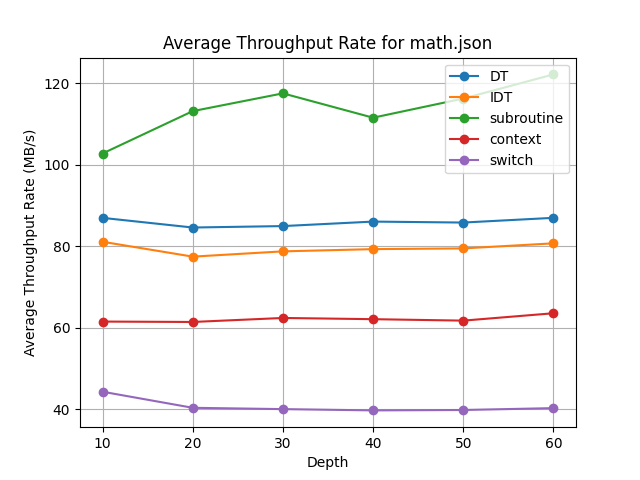 Average Throughput Rate for math.json
Average Throughput Rate (MB/s)
120
100
80
60
40
10 20 30 40 50 60
Depth
DT
IDT
subroutine
context
switch